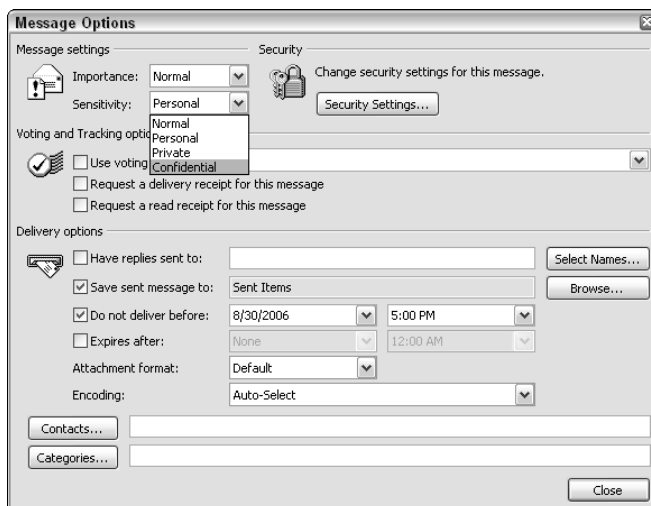 Message Options
Message settings
Security
Importance: Normal
Change security settings for this message.
Sensitivity: Personal
Security Settings...
Normal
Personal
Private
Confidential
Voting and Tracking optio
Use voting
Request a delivery receipt for this message
Request a read receipt for this message
Delivery options
Have replies sent to:
Select Names...
Save sent message to: Sent Items
Browse...
Do not deliver before: 8/30/2006 5:00 PM
Expires after: None 12:00 AM
Attachment format: Default
Encoding: Auto-Select
Contacts...
Categories...
Close